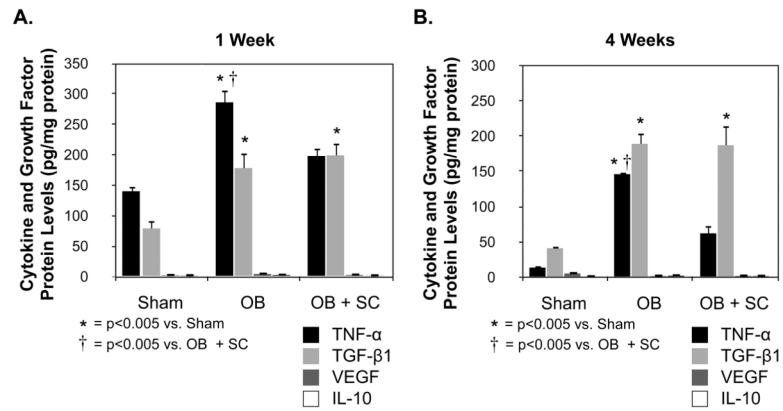 A.
1 Week
Cytokine and Growth Factor
Protein Levels (pg/mg protein)
350
300
250
200
150
100
50
0
* †
*
*
Sham
OB
OB + SC
* = p<0.005 vs. Sham
† = p<0.005 vs. OB + SC
TNF-α
TGF-β1
VEGF
IL-10
B.
4 Weeks
Cytokine and Growth Factor
Protein Levels (pg/mg protein)
300
250
200
150
100
50
0
* †
*
*
Sham
OB
OB + SC
* = p<0.005 vs. Sham
† = p<0.005 vs. OB + SC
TNF-α
TGF-β1
VEGF
IL-10